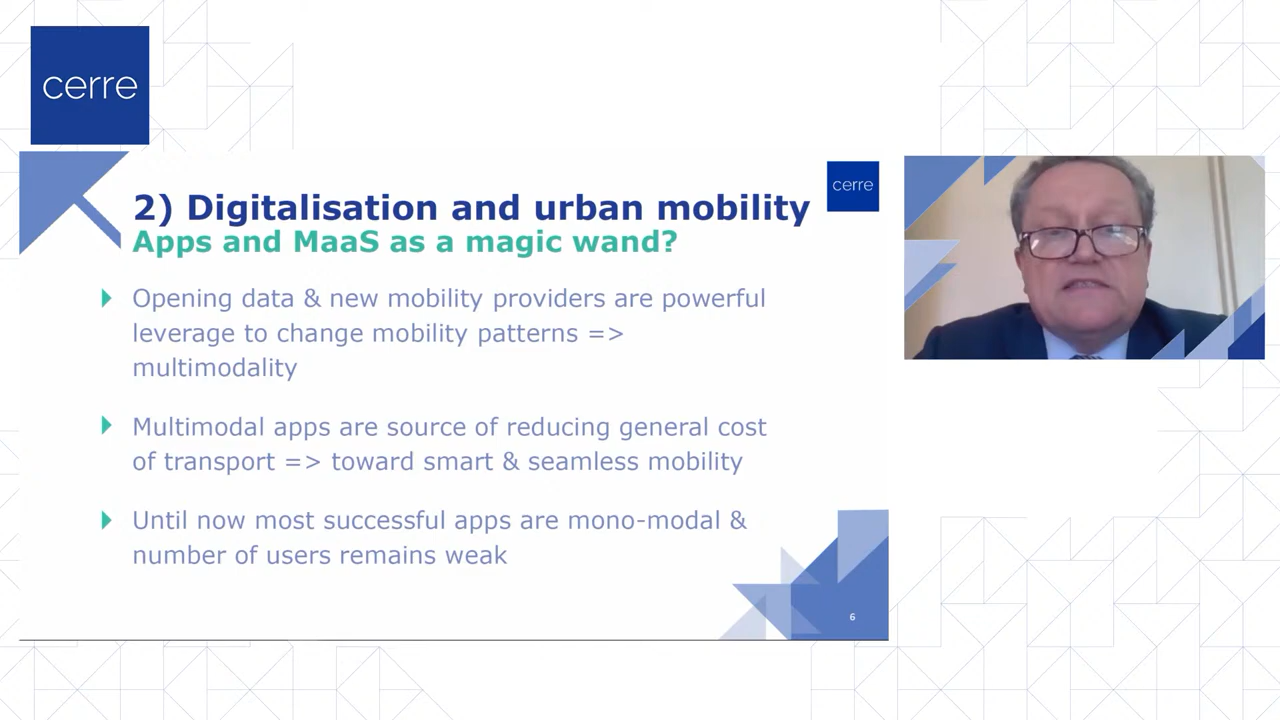 cerre
cerre
2) Digitalisation and urban mobility
Apps and MaaS as a magic wand?
Opening data & new mobility providers are powerful
leverage to change mobility patterns =>
multimodality
Multimodal apps are source of reducing general cost
of transport => toward smart & seamless mobility
Until now most successful apps are mono-modal &
number of users remains weak
6